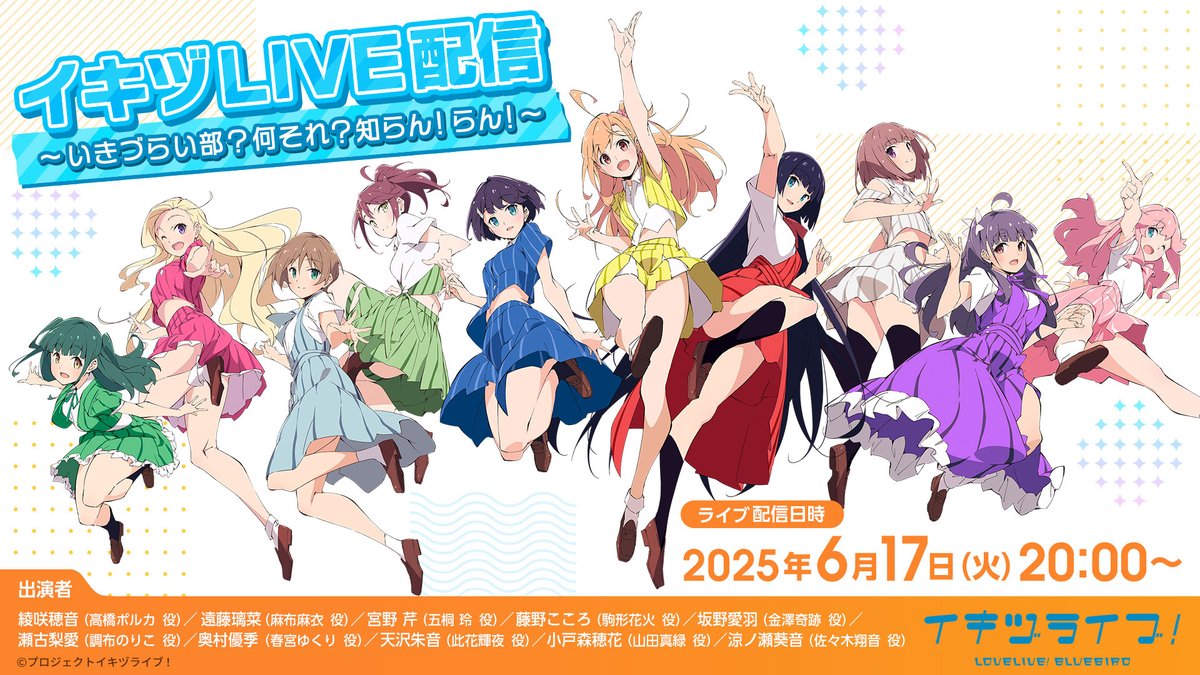 イキヅLIVE配信
~いきづらい部?何それ?知らん!らん!~
ライブ配信日時
2025年6月17日(火)20:00~
出演者
綾咲穂音(高橋ポルカ 役)/遠藤璃菜(麻布麻衣 役)/宮野 芹(五桐 玲 役)/藤野こころ(駒形花火 役)/坂野愛羽(金澤奇跡 役)/
瀬古梨愛(調布のりこ 役)/奥村優季(春宮ゆくり 役)/天沢朱音(此花輝夜 役)/小戸森穂花(山田真緑 役)/涼ノ瀬葵音(佐々木翔音 役)
イキヅライブ!
LOVELIVE! BLUEBIRD
©プロジェクトイキヅライブ!